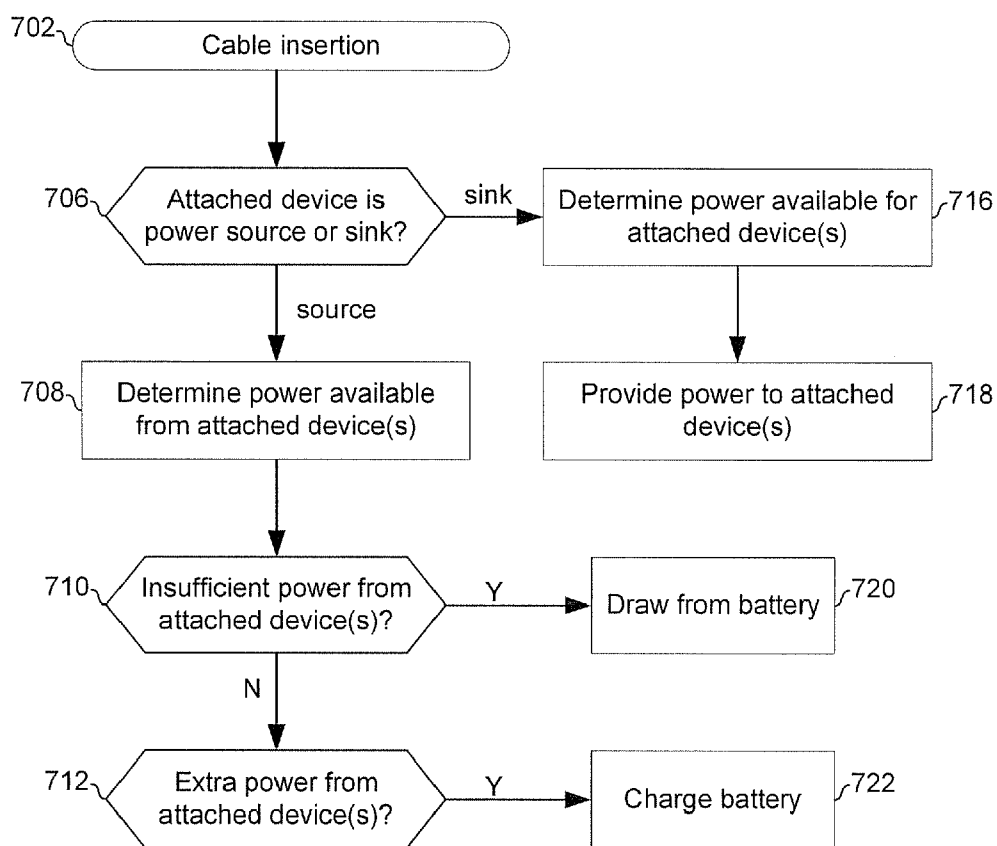 702
Cable insertion
706
Attached device is
power source or sink?
sink
Determine power available for
attached device(s)
716
source
708
Determine power available
from attached device(s)
Provide power to attached
device(s)
718
710
Insufficient power from
attached device(s)?
Y
Draw from battery
720
N
712
Extra power from
attached device(s)?
Y
Charge battery
722